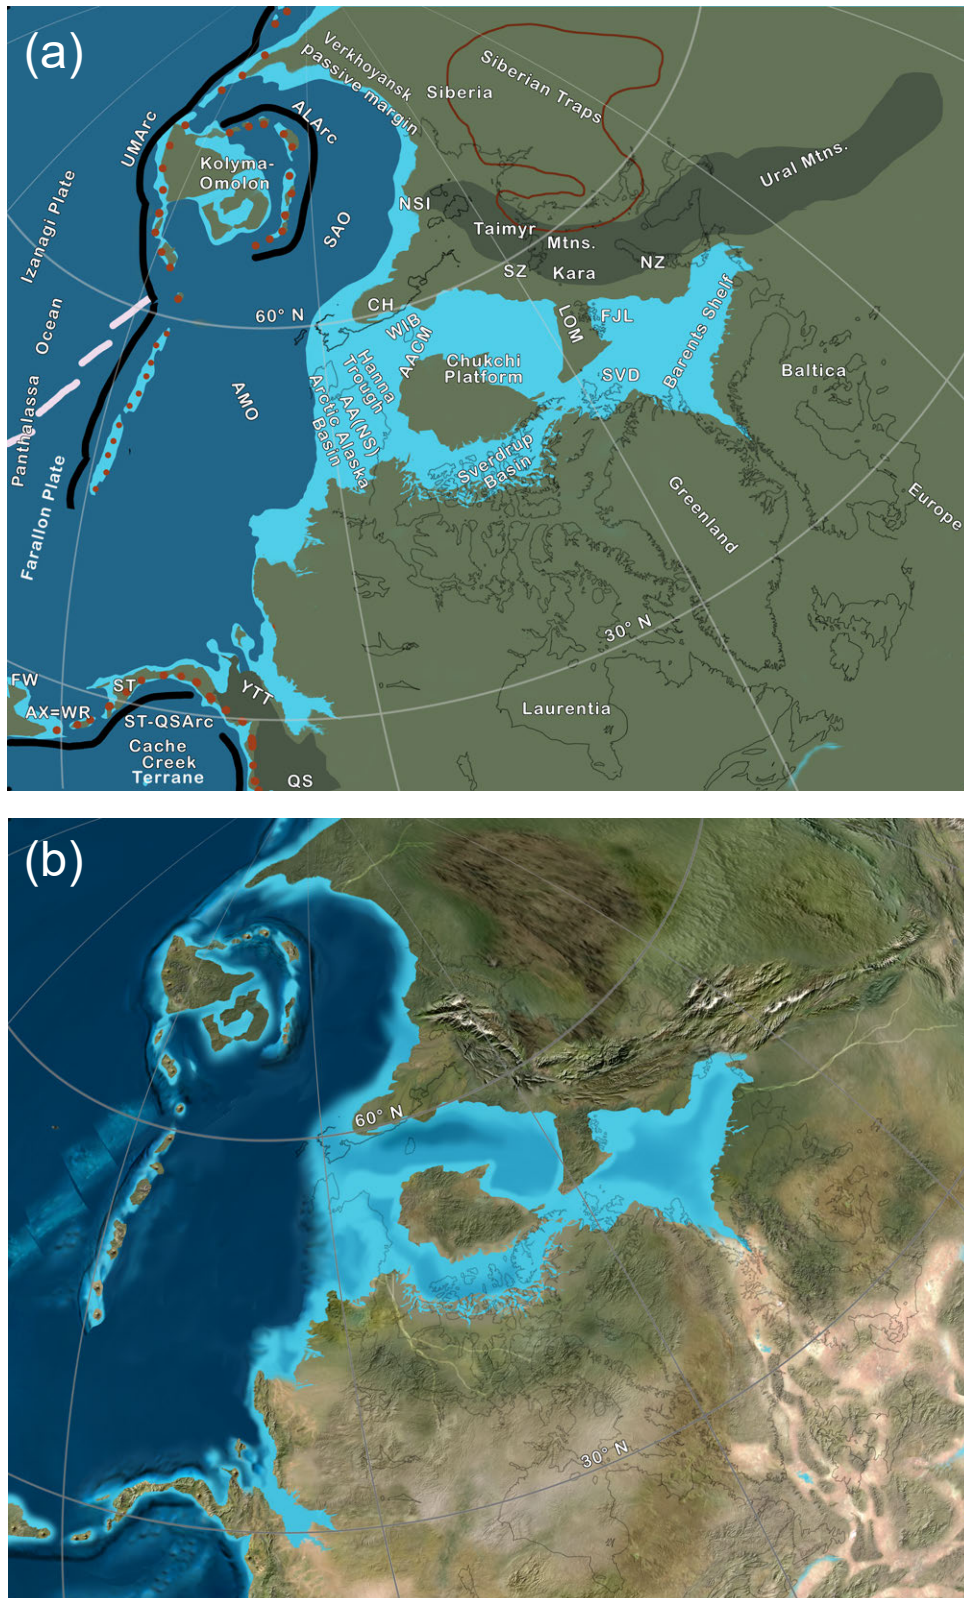 (a)
Verkhoyansk
passive margin
Siberia
Siberian Traps
UMArc
ALArc
Kolyma-
Omolon
Ural Mtns.
NSI
Izanagi Plate
SAO
Taimyr
Mtns.
SZ
Kara
NZ
60° N
CH
WIB
AACM
LOM
FJL
Barents Shelf
Panthalassa Ocean
Hanna
Trough
AA(NS)
Arctic Alaska
Basin
Chukchi
Platform
SVD
Baltica
AMO
Sverdrup
Basin
Greenland
Europe
Farallon Plate
30° N
FW
ST
YTT
AX=WR
ST-QSArc
Laurentia
Cache
Creek
Terrane
QS
(b)
60° N
30° N